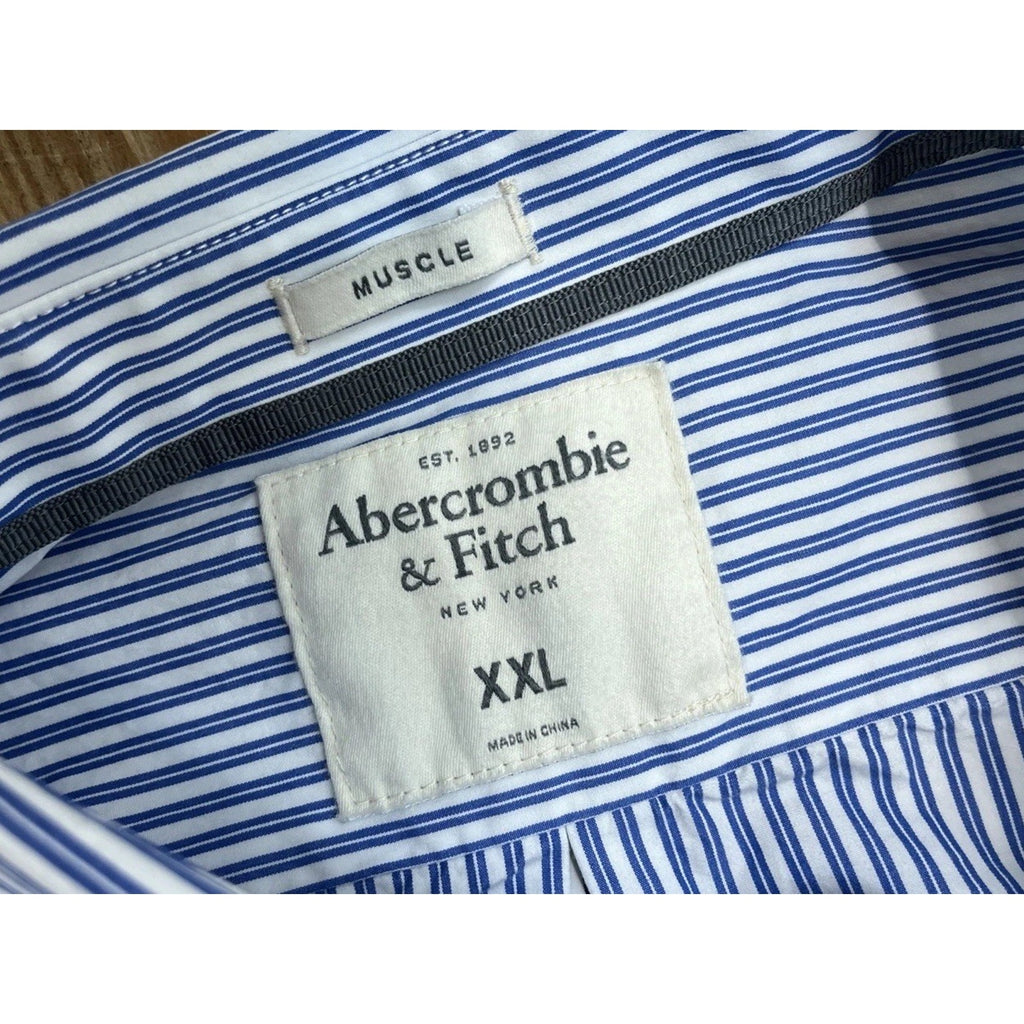 MUSCLE
EST. 1892
Abercrombie
& Fitch
NEW YORK
XXL
MADE IN CHINA